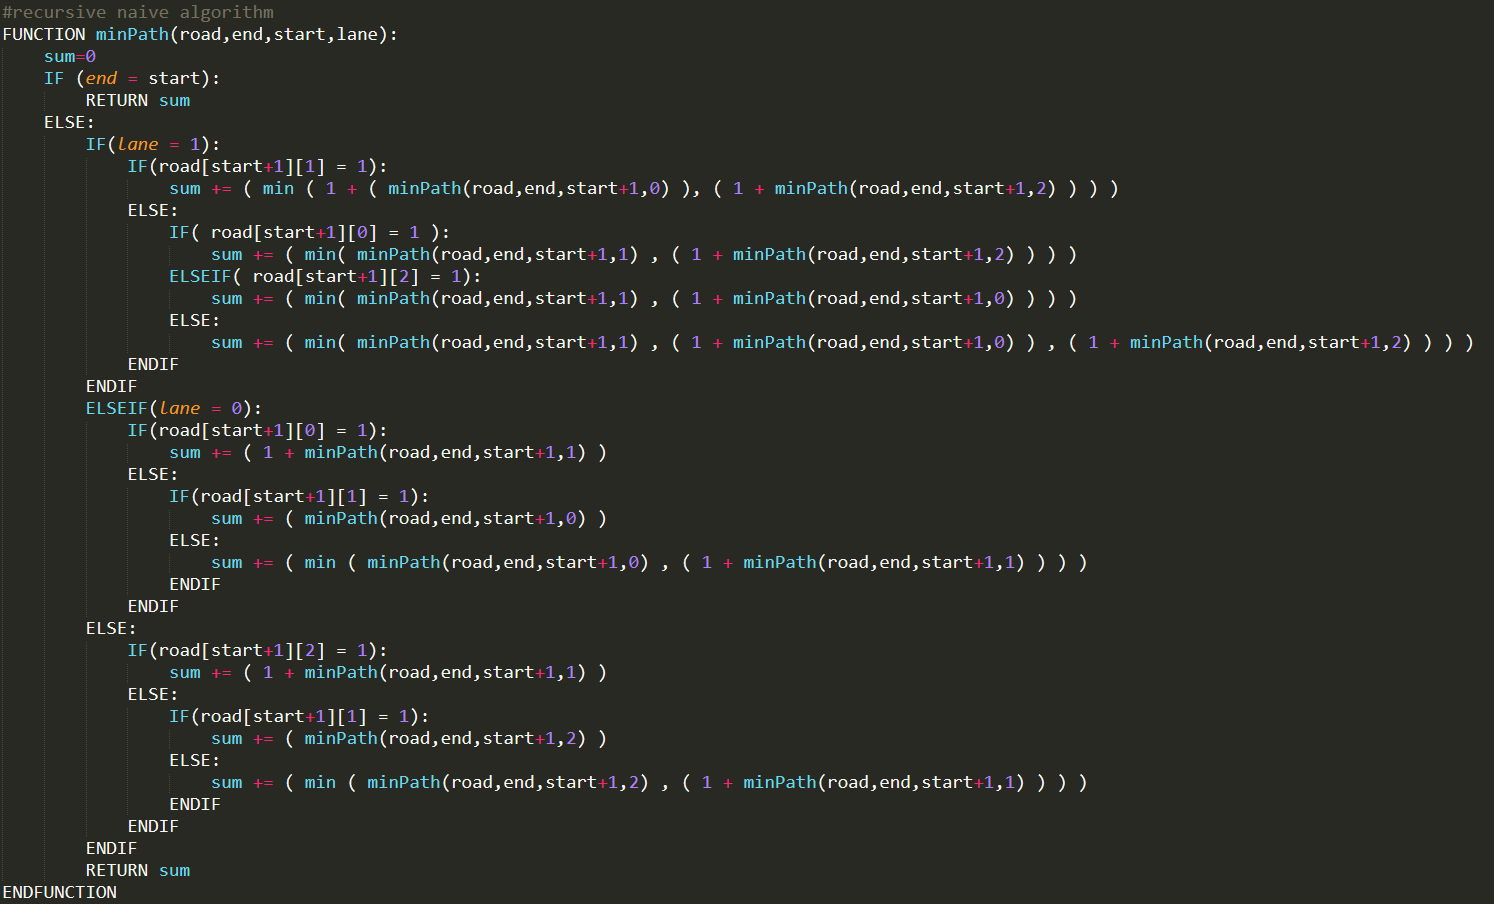 #recursive naive algorithm
FUNCTION minPath(road,end,start,lane):
    sum=0
    IF (end = start):
        RETURN sum
    ELSE:
        IF(lane = 1):
            IF(road[start+1][1] = 1):
                sum += ( min ( 1 + ( minPath(road,end,start+1,0) ), ( 1 + minPath(road,end,start+1,2) ) ) )
            ELSE:
                IF( road[start+1][0] = 1 ):
                    sum += ( min( minPath(road,end,start+1,1) , ( 1 + minPath(road,end,start+1,2) ) ) )
                ELSEIF( road[start+1][2] = 1):
                    sum += ( min( minPath(road,end,start+1,1) , ( 1 + minPath(road,end,start+1,0) ) ) )
                ELSE:
                    sum += ( min( minPath(road,end,start+1,1) , ( 1 + minPath(road,end,start+1,0) ) , ( 1 + minPath(road,end,start+1,2) ) ) )
            ENDIF
        ENDIF
        ELSEIF(lane = 0):
            IF(road[start+1][0] = 1):
                sum += ( 1 + minPath(road,end,start+1,1) )
            ELSE:
                IF(road[start+1][1] = 1):
                    sum += ( minPath(road,end,start+1,0) )
                ELSE:
                    sum += ( min ( minPath(road,end,start+1,0) , ( 1 + minPath(road,end,start+1,1) ) ) )
                ENDIF
            ENDIF
        ELSE:
            IF(road[start+1][2] = 1):
                sum += ( 1 + minPath(road,end,start+1,1) )
            ELSE:
                IF(road[start+1][1] = 1):
                    sum += ( minPath(road,end,start+1,2) )
                ELSE:
                    sum += ( min ( minPath(road,end,start+1,2) , ( 1 + minPath(road,end,start+1,1) ) ) )
                ENDIF
            ENDIF
        ENDIF
        RETURN sum
ENDFUNCTION